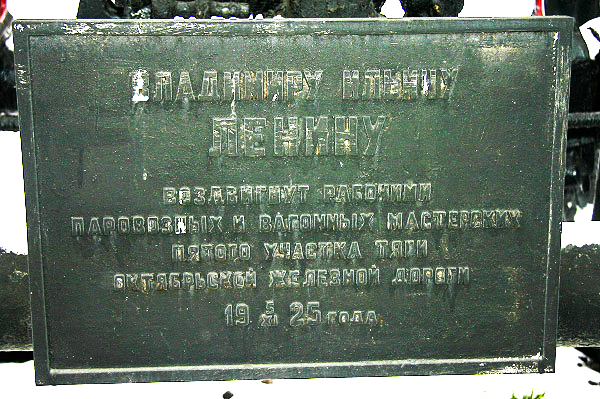 ВЛАДИМИРУ ИЛЬИЧУ
ЛЕНИНУ
ВОЗДВИГНУТ РАБОЧИМИ
ПАРОВОЗНЫХ И ВАГОННЫХ МАСТЕРСКИХ
ПЯТОГО УЧАСТКА ТЯГИ
ОКТЯБРЬСКОЙ ЖЕЛЕЗНОЙ ДОРОГИ
19 5/XI 25 ГОДА